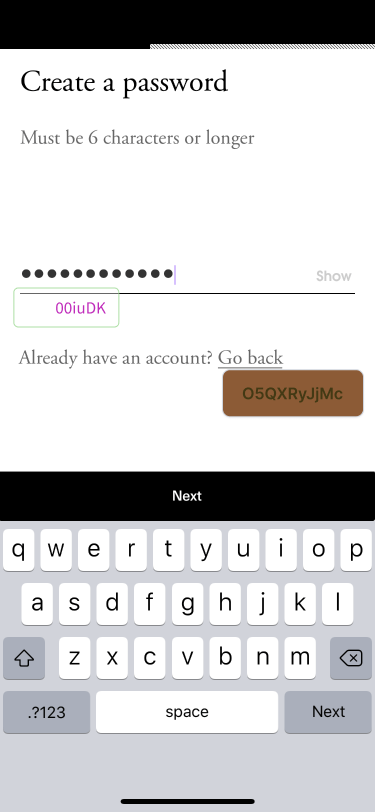 Create a password
Must be 6 characters or longer
●●●●●●●●●●●● Show
00iuDK
Already have an account? Go back
O5QXRyJjMc
Next
q w e r t y u i o p
a s d f g h j k l
z x c v b n m
.?123 space Next